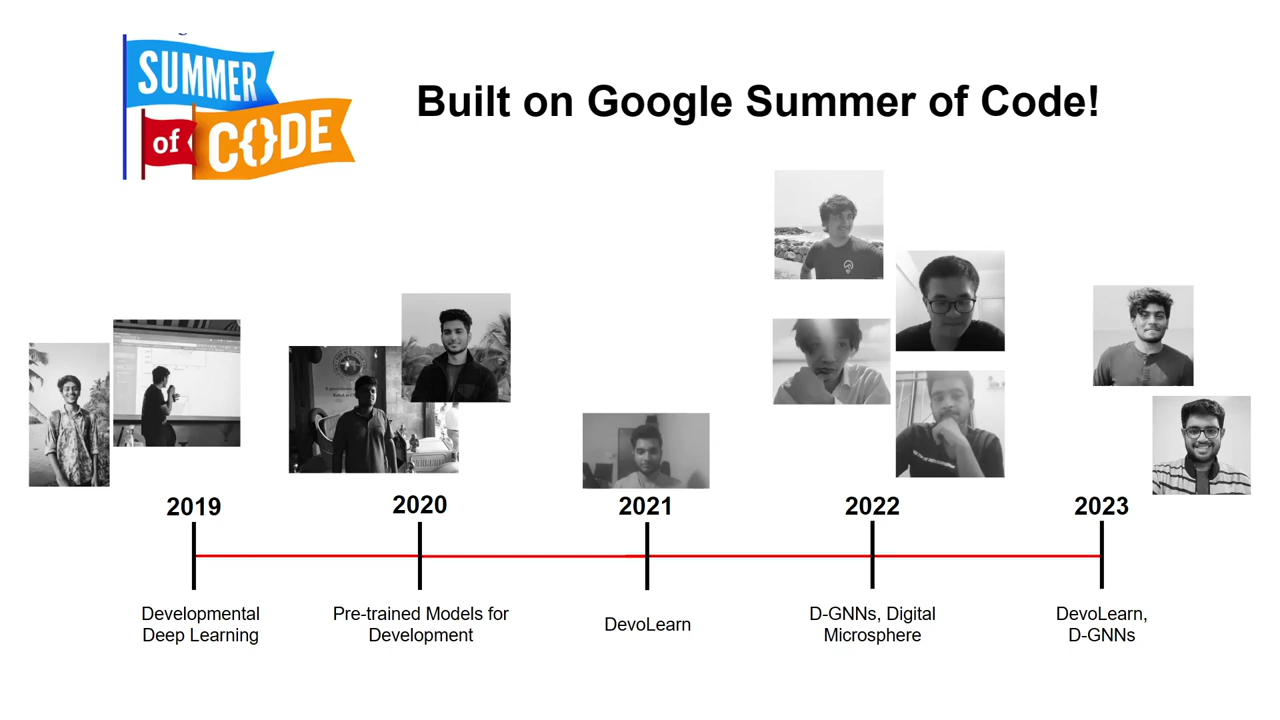 SUMMER
of CODE
Built on Google Summer of Code!
2019
2020
2021
2022
2023
Developmental
Deep Learning
Pre-trained Models for
Development
DevoLearn
D-GNNs, Digital
Microsphere
DevoLearn,
D-GNNs